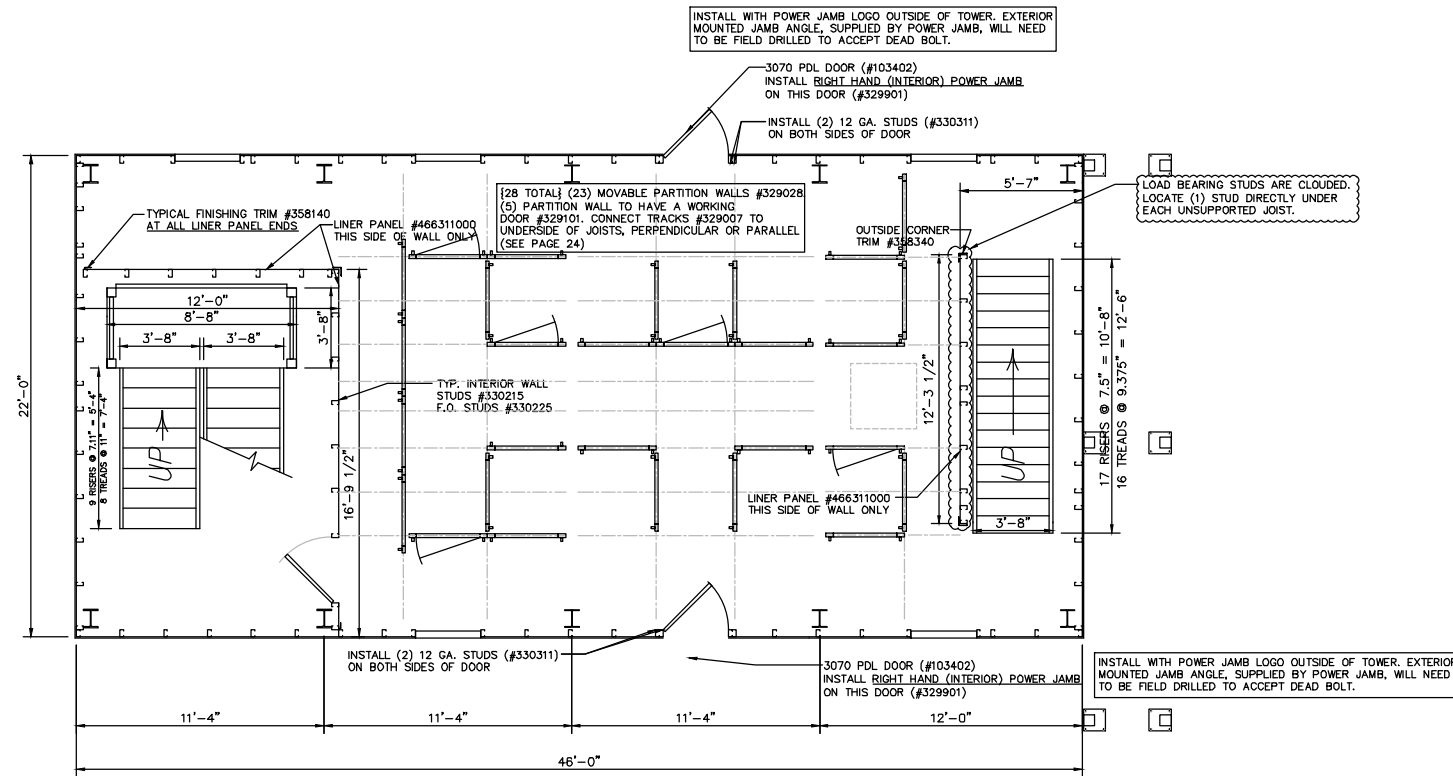 INSTALL WITH POWER JAMB LOGO OUTSIDE OF TOWER. EXTERIOR
MOUNTED JAMB ANGLE, SUPPLIED BY POWER JAMB, WILL NEED
TO BE FIELD DRILLED TO ACCEPT DEAD BOLT.
3070 PDL DOOR (#103402)
INSTALL RIGHT HAND (INTERIOR) POWER JAMB
ON THIS DOOR (#329901)
INSTALL (2) 12 GA. STUDS (#330311)
ON BOTH SIDES OF DOOR
5'-7"
LOAD BEARING STUDS ARE CLOUDED.
LOCATE (1) STUD DIRECTLY UNDER
EACH UNSUPPORTED JOIST.
{28 TOTAL} (23) MOVABLE PARTITION WALLS #329028
(5) PARTITION WALL TO HAVE A WORKING
DOOR #329101. CONNECT TRACKS #329007 TO
UNDERSIDE OF JOISTS, PERPENDICULAR OR PARALLEL
(SEE PAGE 24)
TYPICAL FINISHING TRIM #358140
AT ALL LINER PANEL ENDS
LINER PANEL #466311000
THIS SIDE OF WALL ONLY
OUTSIDE CORNER
TRIM #358340
12'-0"
8'-8"
3'-8"
3'-8"
3'-8"
22'-0"
TYP. INTERIOR WALL
STUDS #330215
F.O. STUDS #330225
12'-3 1/2"
17 RISERS @ 7.5" = 10'-8"
16 TREADS @ 9.375" = 12'-6"
9 RISERS @ 7.11" = 5'-4"
8 TREADS @ 11" = 7'-4"
UP
16'-9 1/2"
UP
LINER PANEL #466311000
THIS SIDE OF WALL ONLY
3'-8"
INSTALL (2) 12 GA. STUDS (#330311)
ON BOTH SIDES OF DOOR
3070 PDL DOOR (#103402)
INSTALL RIGHT HAND (INTERIOR) POWER JAMB
ON THIS DOOR (#329901)
INSTALL WITH POWER JAMB LOGO OUTSIDE OF TOWER. EXTERIOR
MOUNTED JAMB ANGLE, SUPPLIED BY POWER JAMB, WILL NEED
TO BE FIELD DRILLED TO ACCEPT DEAD BOLT.
11'-4"
11'-4"
11'-4"
12'-0"
46'-0"